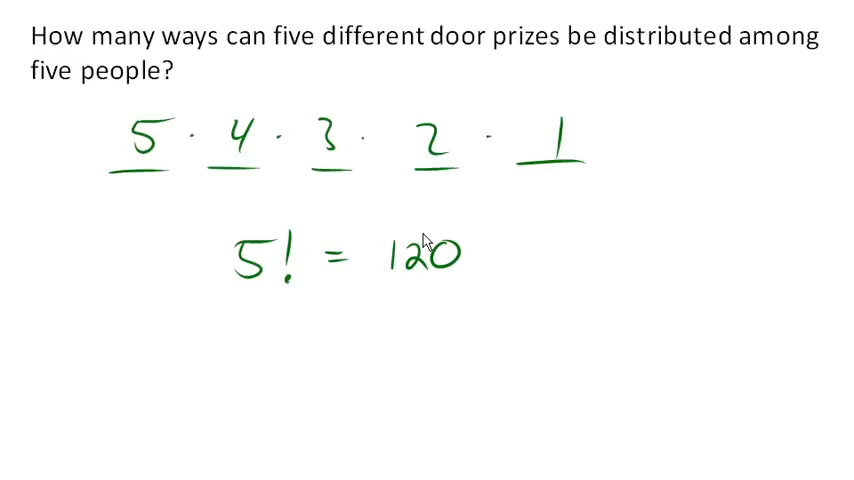 How many ways can five different door prizes be distributed among
five people?
5 · 4 · 3 · 2 · 1
5! = 120